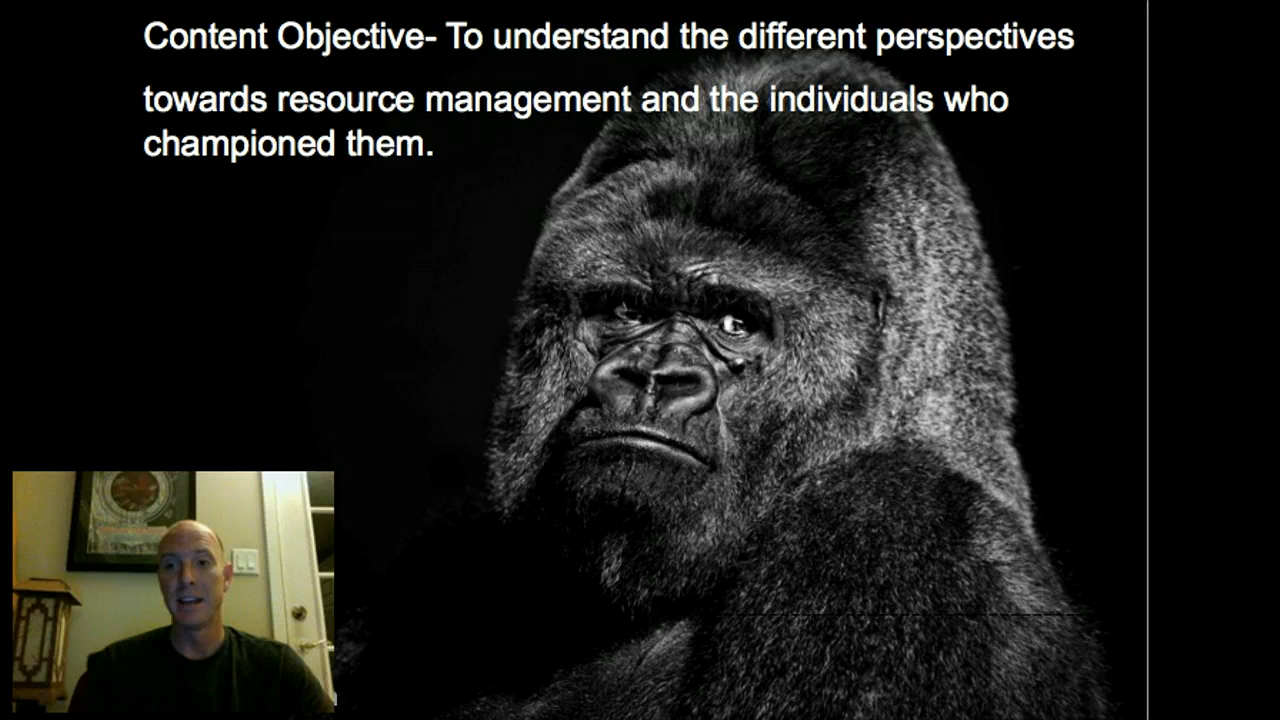 Content Objective- To understand the different perspectives
towards resource management and the individuals who
championed them.